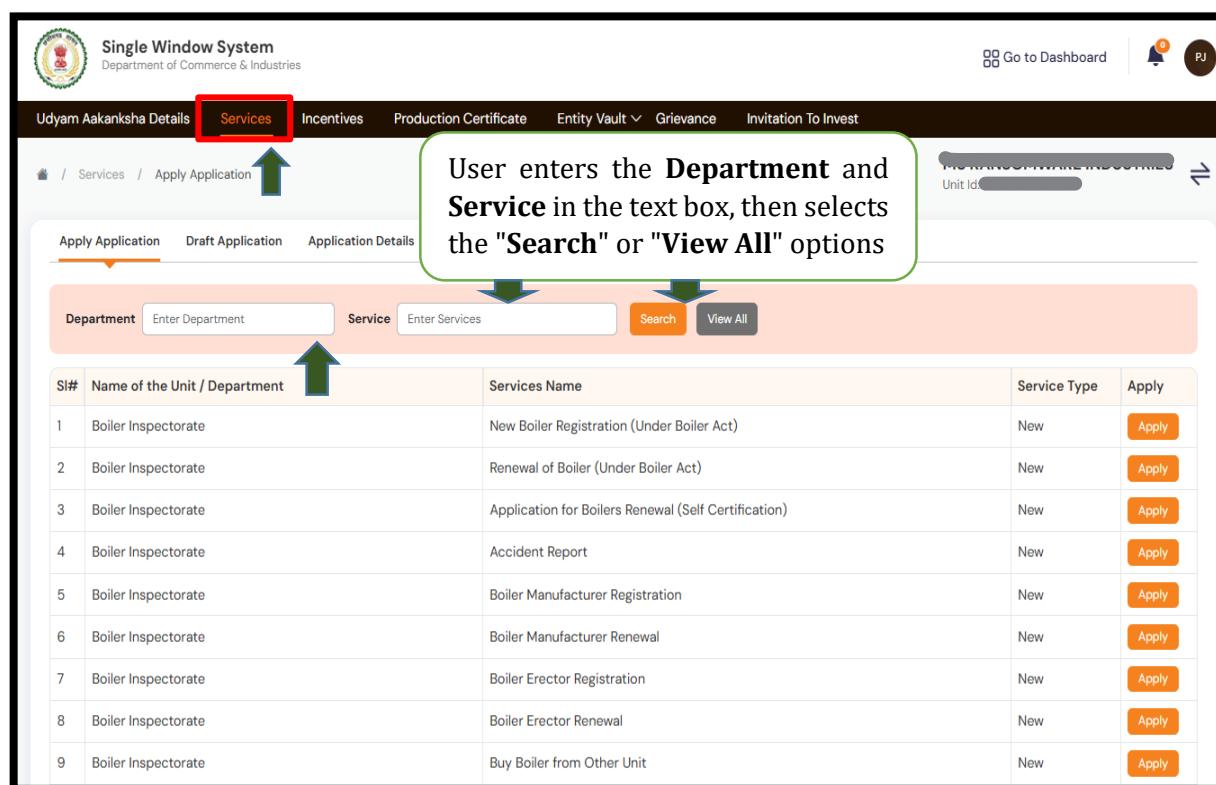 Single Window System
Department of Commerce & Industries
Go to Dashboard
0
PJ
Udyam Aakanksha Details Services Incentives Production Certificate Entity Vault Grievance Invitation To Invest
/ Services / Apply Application
Unit Id:
User enters the Department and
Service in the text box, then selects
the "Search" or "View All" options
Apply Application Draft Application Application Details
Department Enter Department Service Enter Services Search View All
Sl# Name of the Unit / Department Services Name Service Type Apply
1 Boiler Inspectorate New Boiler Registration (Under Boiler Act) New Apply
2 Boiler Inspectorate Renewal of Boiler (Under Boiler Act) New Apply
3 Boiler Inspectorate Application for Boilers Renewal (Self Certification) New Apply
4 Boiler Inspectorate Accident Report New Apply
5 Boiler Inspectorate Boiler Manufacturer Registration New Apply
6 Boiler Inspectorate Boiler Manufacturer Renewal New Apply
7 Boiler Inspectorate Boiler Erector Registration New Apply
8 Boiler Inspectorate Boiler Erector Renewal New Apply
9 Boiler Inspectorate Buy Boiler from Other Unit New Apply